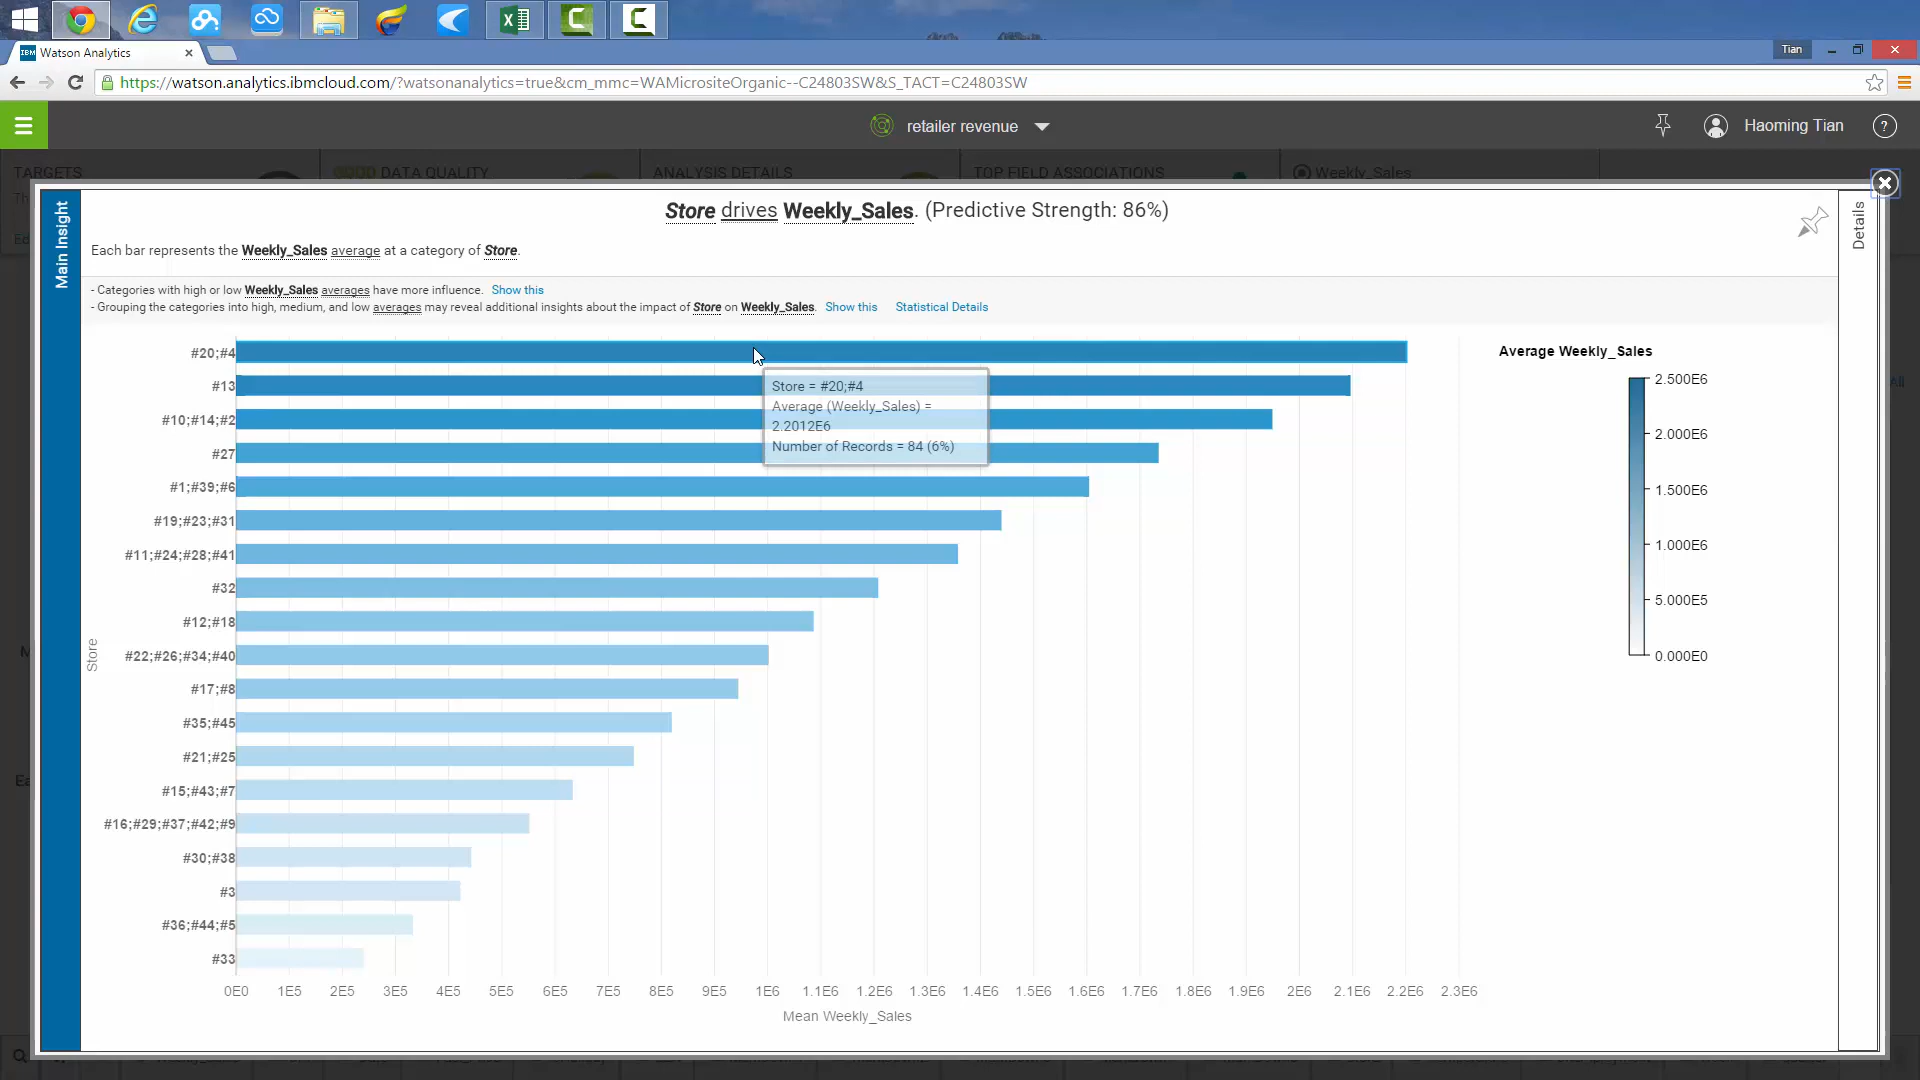 IBM Watson Analytics
Tian
https://watson.analytics.ibmcloud.com/?watsonanalytics=true&cm_mmc=WAMicrositeOrganic--C24803SW&S_TACT=C24803SW
retailer revenue
Haoming Tian
?
TARGETS
GOOD DATA QUALITY
ANALYSIS DETAILS
TOP FIELD ASSOCIATIONS
Weekly_Sales
Main Insight
Details
Store drives Weekly_Sales. (Predictive Strength: 86%)
Each bar represents the Weekly_Sales average at a category of Store.
- Categories with high or low Weekly_Sales averages have more influence. Show this
- Grouping the categories into high, medium, and low averages may reveal additional insights about the impact of Store on Weekly_Sales. Show this Statistical Details
Store
#20;#4
#13
#10;#14;#2
#27
#1;#39;#6
#19;#23;#31
#11;#24;#28;#41
#32
#12;#18
#22;#26;#34;#40
#17;#8
#35;#45
#21;#25
#15;#43;#7
#16;#29;#37;#42;#9
#30;#38
#3
#36;#44;#5
#33
Store = #20;#4
Average (Weekly_Sales) =
2.2012E6
Number of Records = 84 (6%)
Average Weekly_Sales
2.500E6
2.000E6
1.500E6
1.000E6
5.000E5
0.000E0
0E0 1E5 2E5 3E5 4E5 5E5 6E5 7E5 8E5 9E5 1E6 1.1E6 1.2E6 1.3E6 1.4E6 1.5E6 1.6E6 1.7E6 1.8E6 1.9E6 2E6 2.1E6 2.2E6 2.3E6
Mean Weekly_Sales